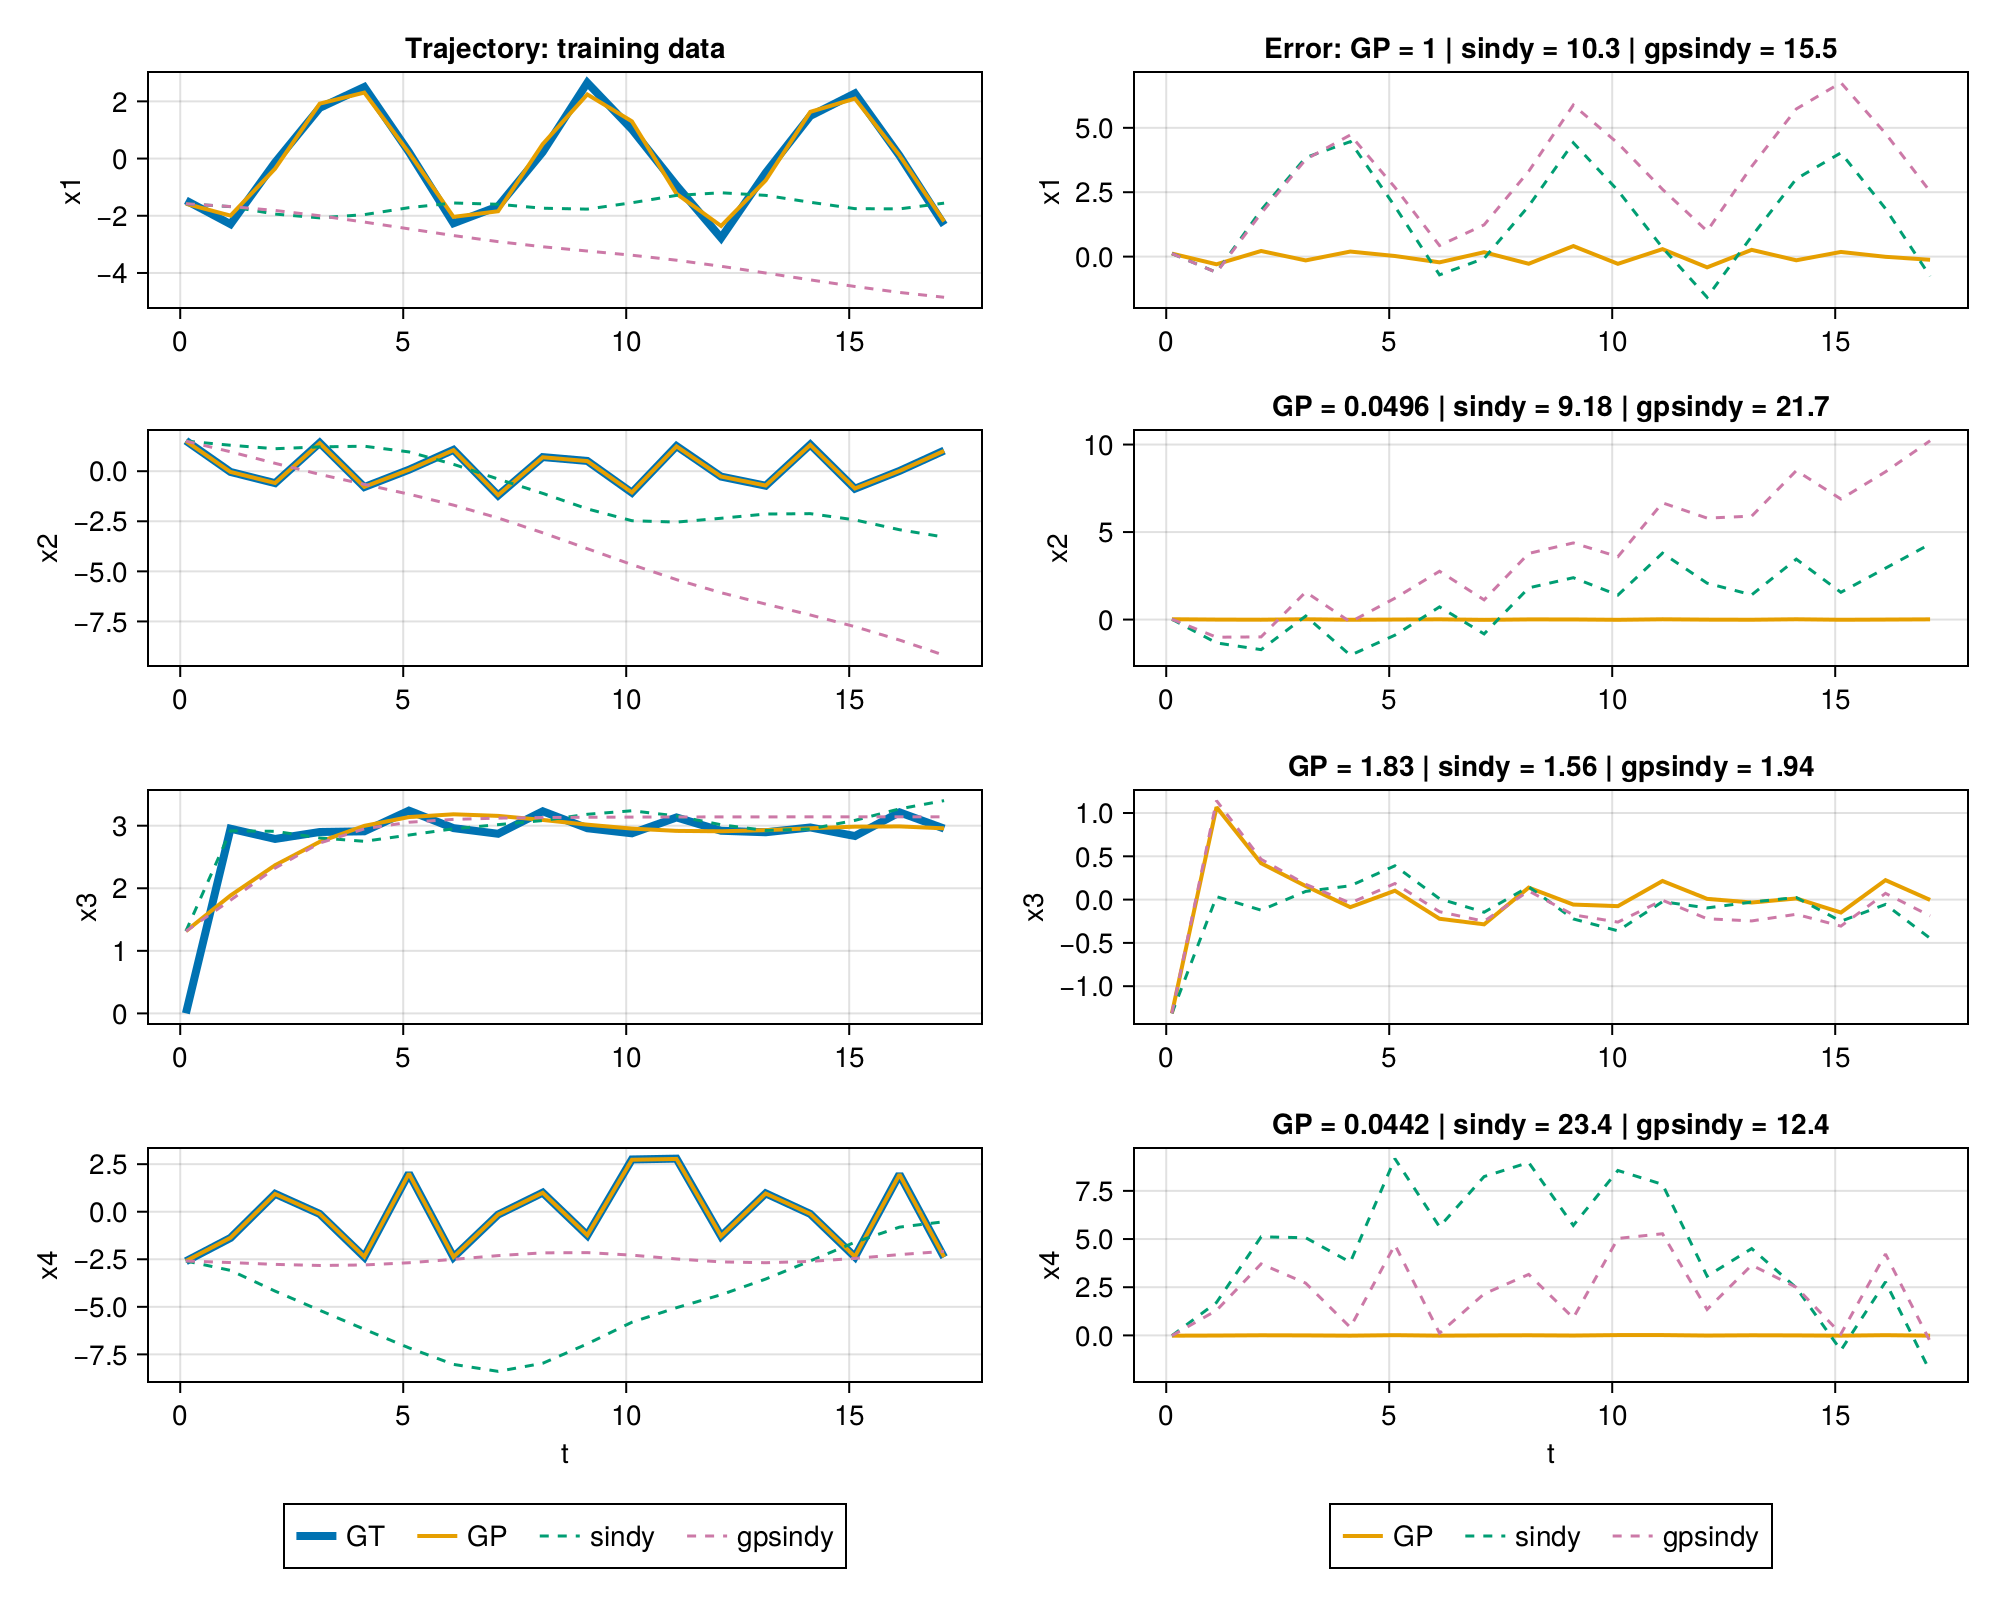 Trajectory: training data
x1
2
0
−2
−4
0 5 10 15
Error: GP = 1 | sindy = 10.3 | gpsindy = 15.5
x1
5.0
2.5
0.0
0 5 10 15
x2
0.0
−2.5
−5.0
−7.5
0 5 10 15
GP = 0.0496 | sindy = 9.18 | gpsindy = 21.7
x2
10
5
0
0 5 10 15
x3
3
2
1
0
0 5 10 15
GP = 1.83 | sindy = 1.56 | gpsindy = 1.94
x3
1.0
0.5
0.0
−0.5
−1.0
0 5 10 15
x4
2.5
0.0
−2.5
−5.0
−7.5
0 5 10 15
t
GP = 0.0442 | sindy = 23.4 | gpsindy = 12.4
x4
7.5
5.0
2.5
0.0
0 5 10 15
t
GT GP sindy gpsindy
GP sindy gpsindy